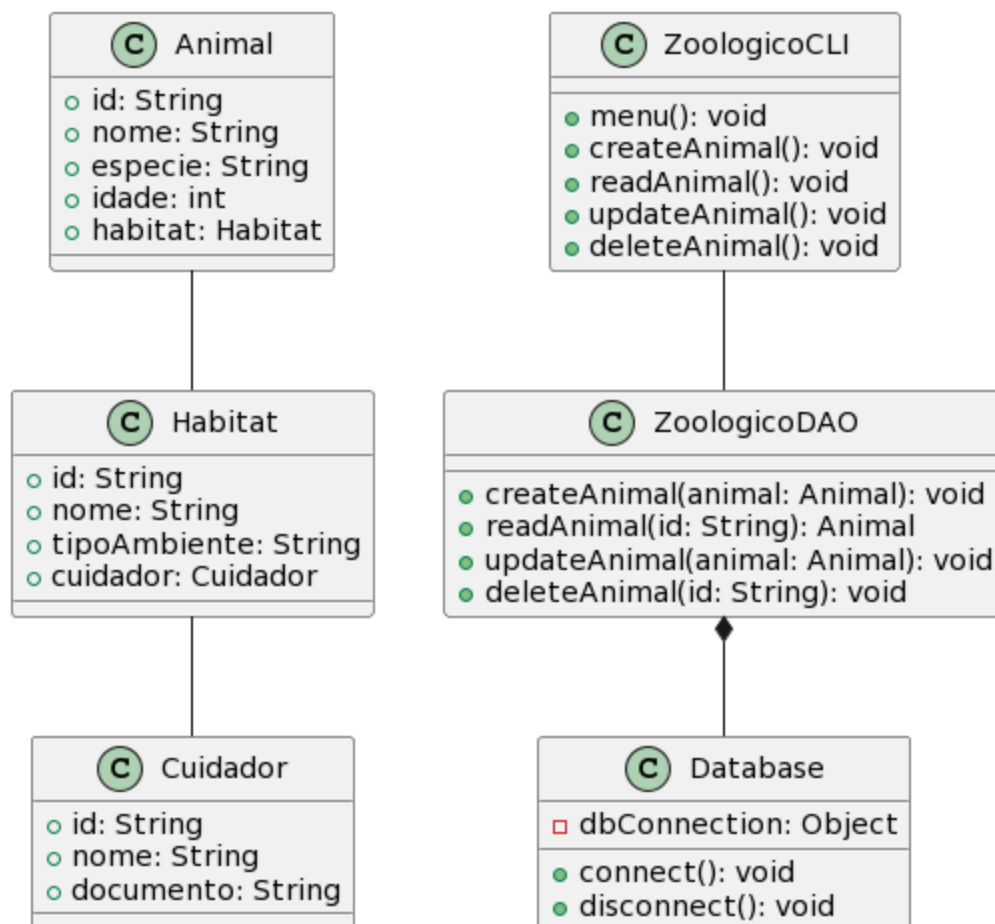 C Animal
id: String
nome: String
especie: String
idade: int
habitat: Habitat
C ZoologicoCLI
menu(): void
createAnimal(): void
readAnimal(): void
updateAnimal(): void
deleteAnimal(): void
C Habitat
id: String
nome: String
tipoAmbiente: String
cuidador: Cuidador
C ZoologicoDAO
createAnimal(animal: Animal): void
readAnimal(id: String): Animal
updateAnimal(animal: Animal): void
deleteAnimal(id: String): void
C Cuidador
id: String
nome: String
documento: String
C Database
dbConnection: Object
connect(): void
disconnect(): void